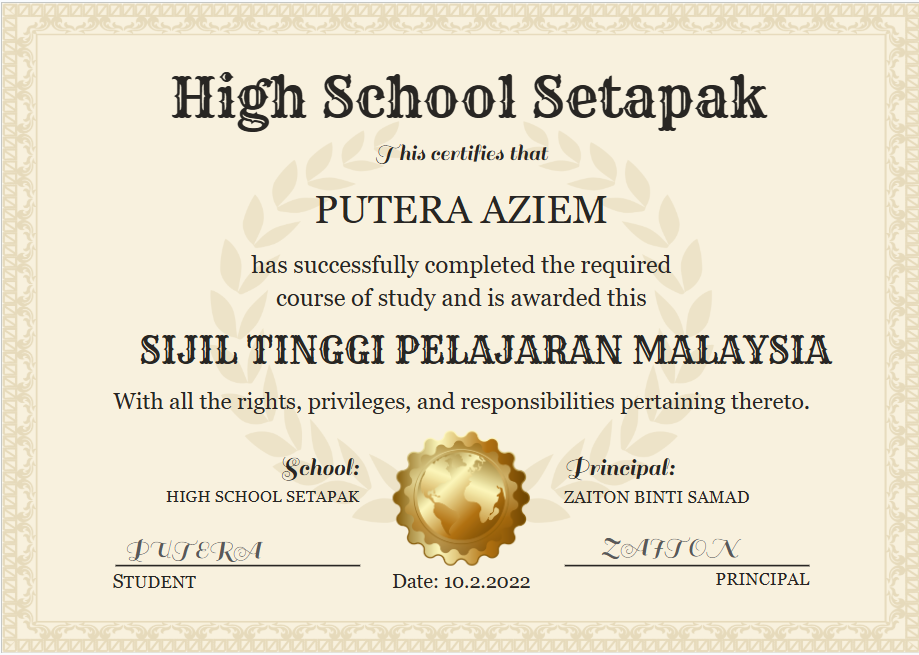 High School Setapak
This certifies that
PUTERA AZIEM
has successfully completed the required
course of study and is awarded this
SIJIL TINGGI PELAJARAN MALAYSIA
With all the rights, privileges, and responsibilities pertaining thereto.
School:
HIGH SCHOOL SETAPAK
Principal:
ZAITON BINTI SAMAD
PUTERA
STUDENT
Date: 10.2.2022
ZAITON
PRINCIPAL